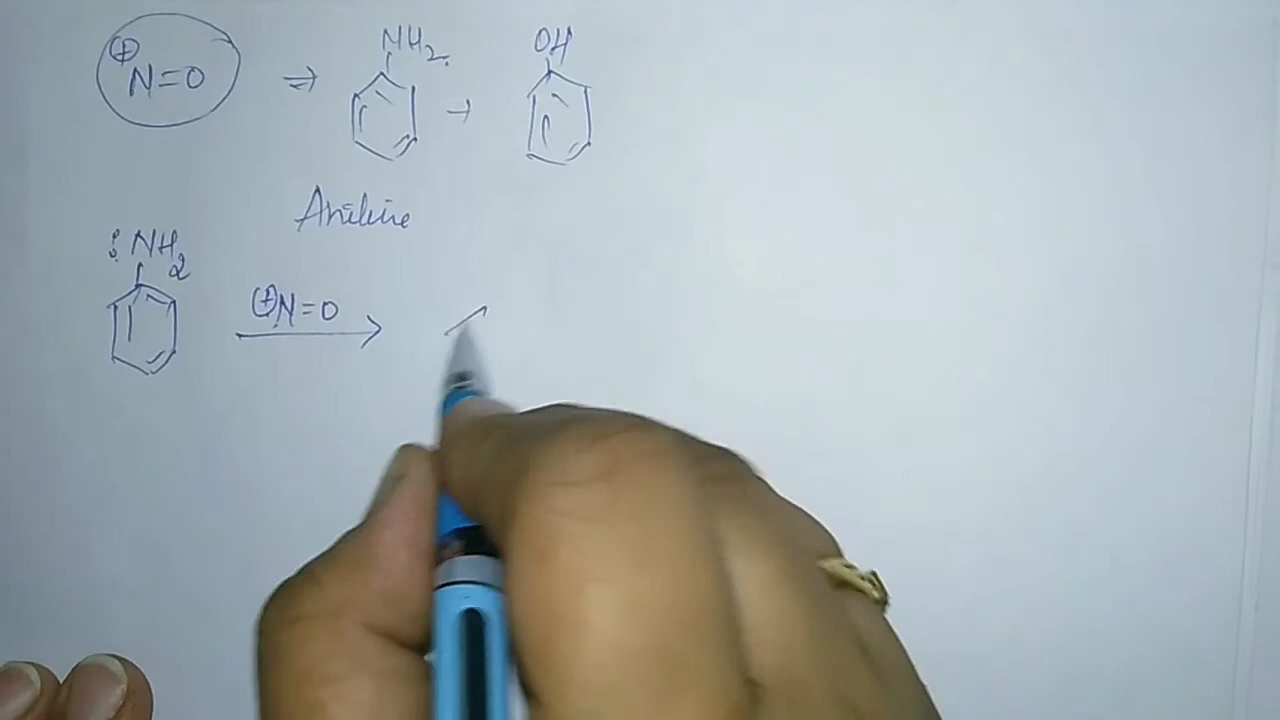 ⊕N=O ⇒ NH2 → OH
Aniline
:NH2 ⊕N=O →